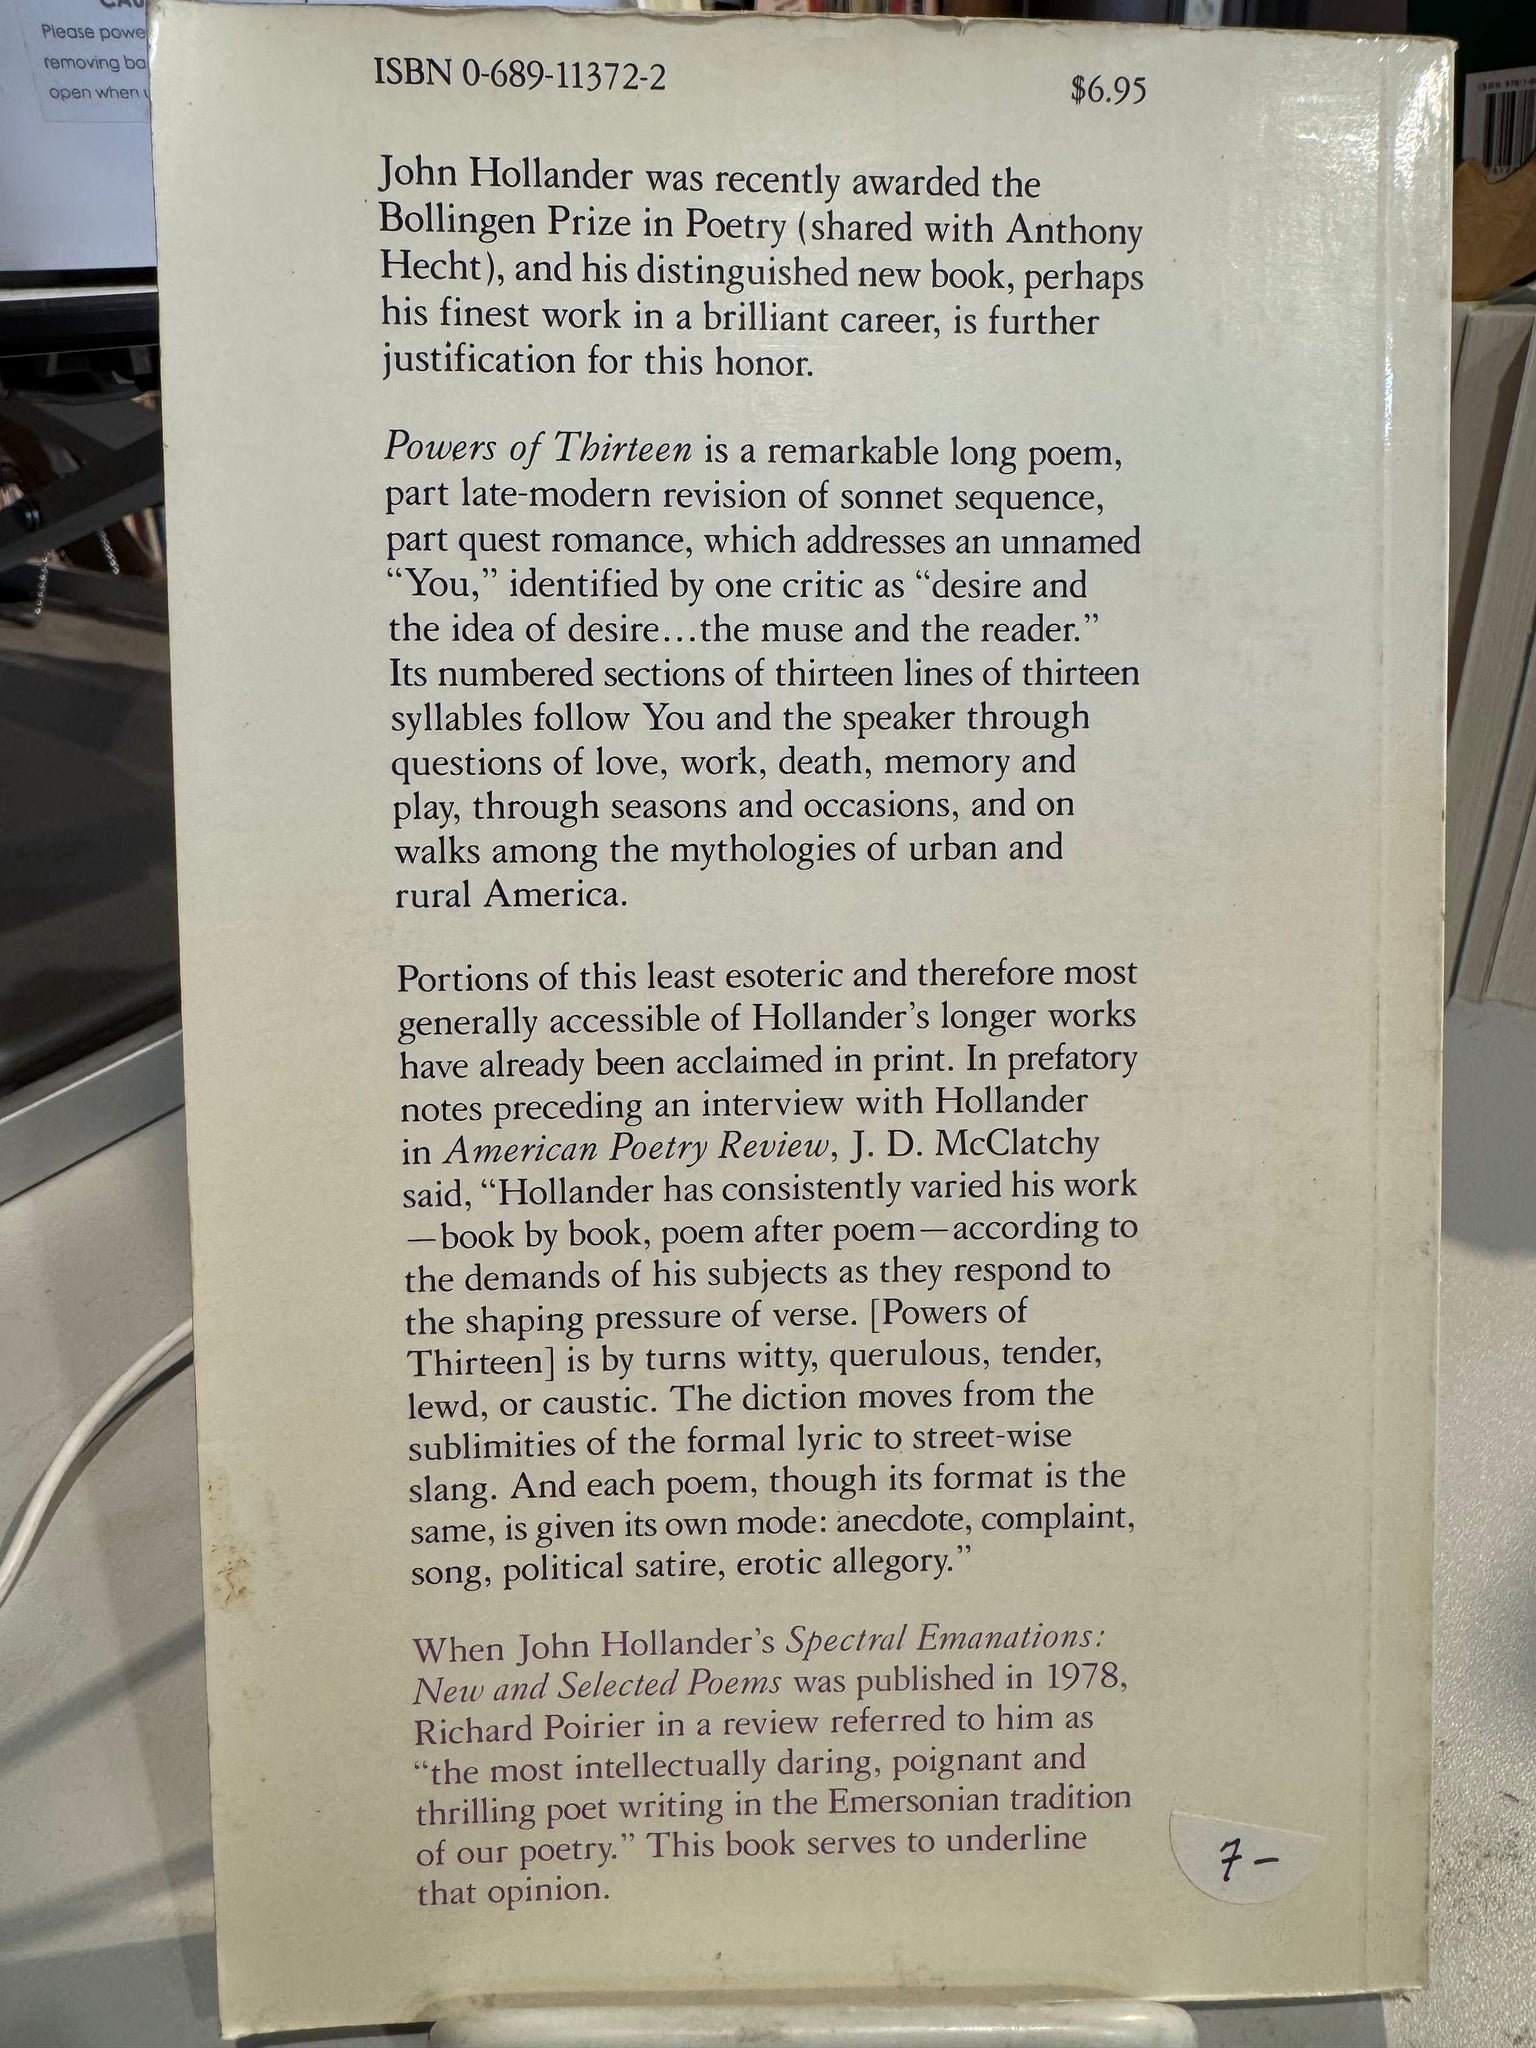 Please powe
removing ba
open when
ISBN 0-689-11372-2
$6.95
John Hollander was recently awarded the
Bollingen Prize in Poetry (shared with Anthony
Hecht), and his distinguished new book, perhaps
his finest work in a brilliant career, is further
justification for this honor.
Powers of Thirteen is a remarkable long poem,
part late-modern revision of sonnet sequence,
part quest romance, which addresses an unnamed
“You,” identified by one critic as “desire and
the idea of desire...the muse and the reader.”
Its numbered sections of thirteen lines of thirteen
syllables follow You and the speaker through
questions of love, work, death, memory and
play, through seasons and occasions, and on
walks among the mythologies of urban and
rural America.
Portions of this least esoteric and therefore most
generally accessible of Hollander’s longer works
have already been acclaimed in print. In prefatory
notes preceding an interview with Hollander
in American Poetry Review, J. D. McClatchy
said, “Hollander has consistently varied his work
—book by book, poem after poem—according to
the demands of his subjects as they respond to
the shaping pressure of verse. [Powers of
Thirteen] is by turns witty, querulous, tender,
lewd, or caustic. The diction moves from the
sublimities of the formal lyric to street-wise
slang. And each poem, though its format is the
same, is given its own mode: anecdote, complaint,
song, political satire, erotic allegory.”
When John Hollander’s Spectral Emanations:
New and Selected Poems was published in 1978,
Richard Poirier in a review referred to him as
“the most intellectually daring, poignant and
thrilling poet writing in the Emersonian tradition
of our poetry.” This book serves to underline
that opinion.
7–